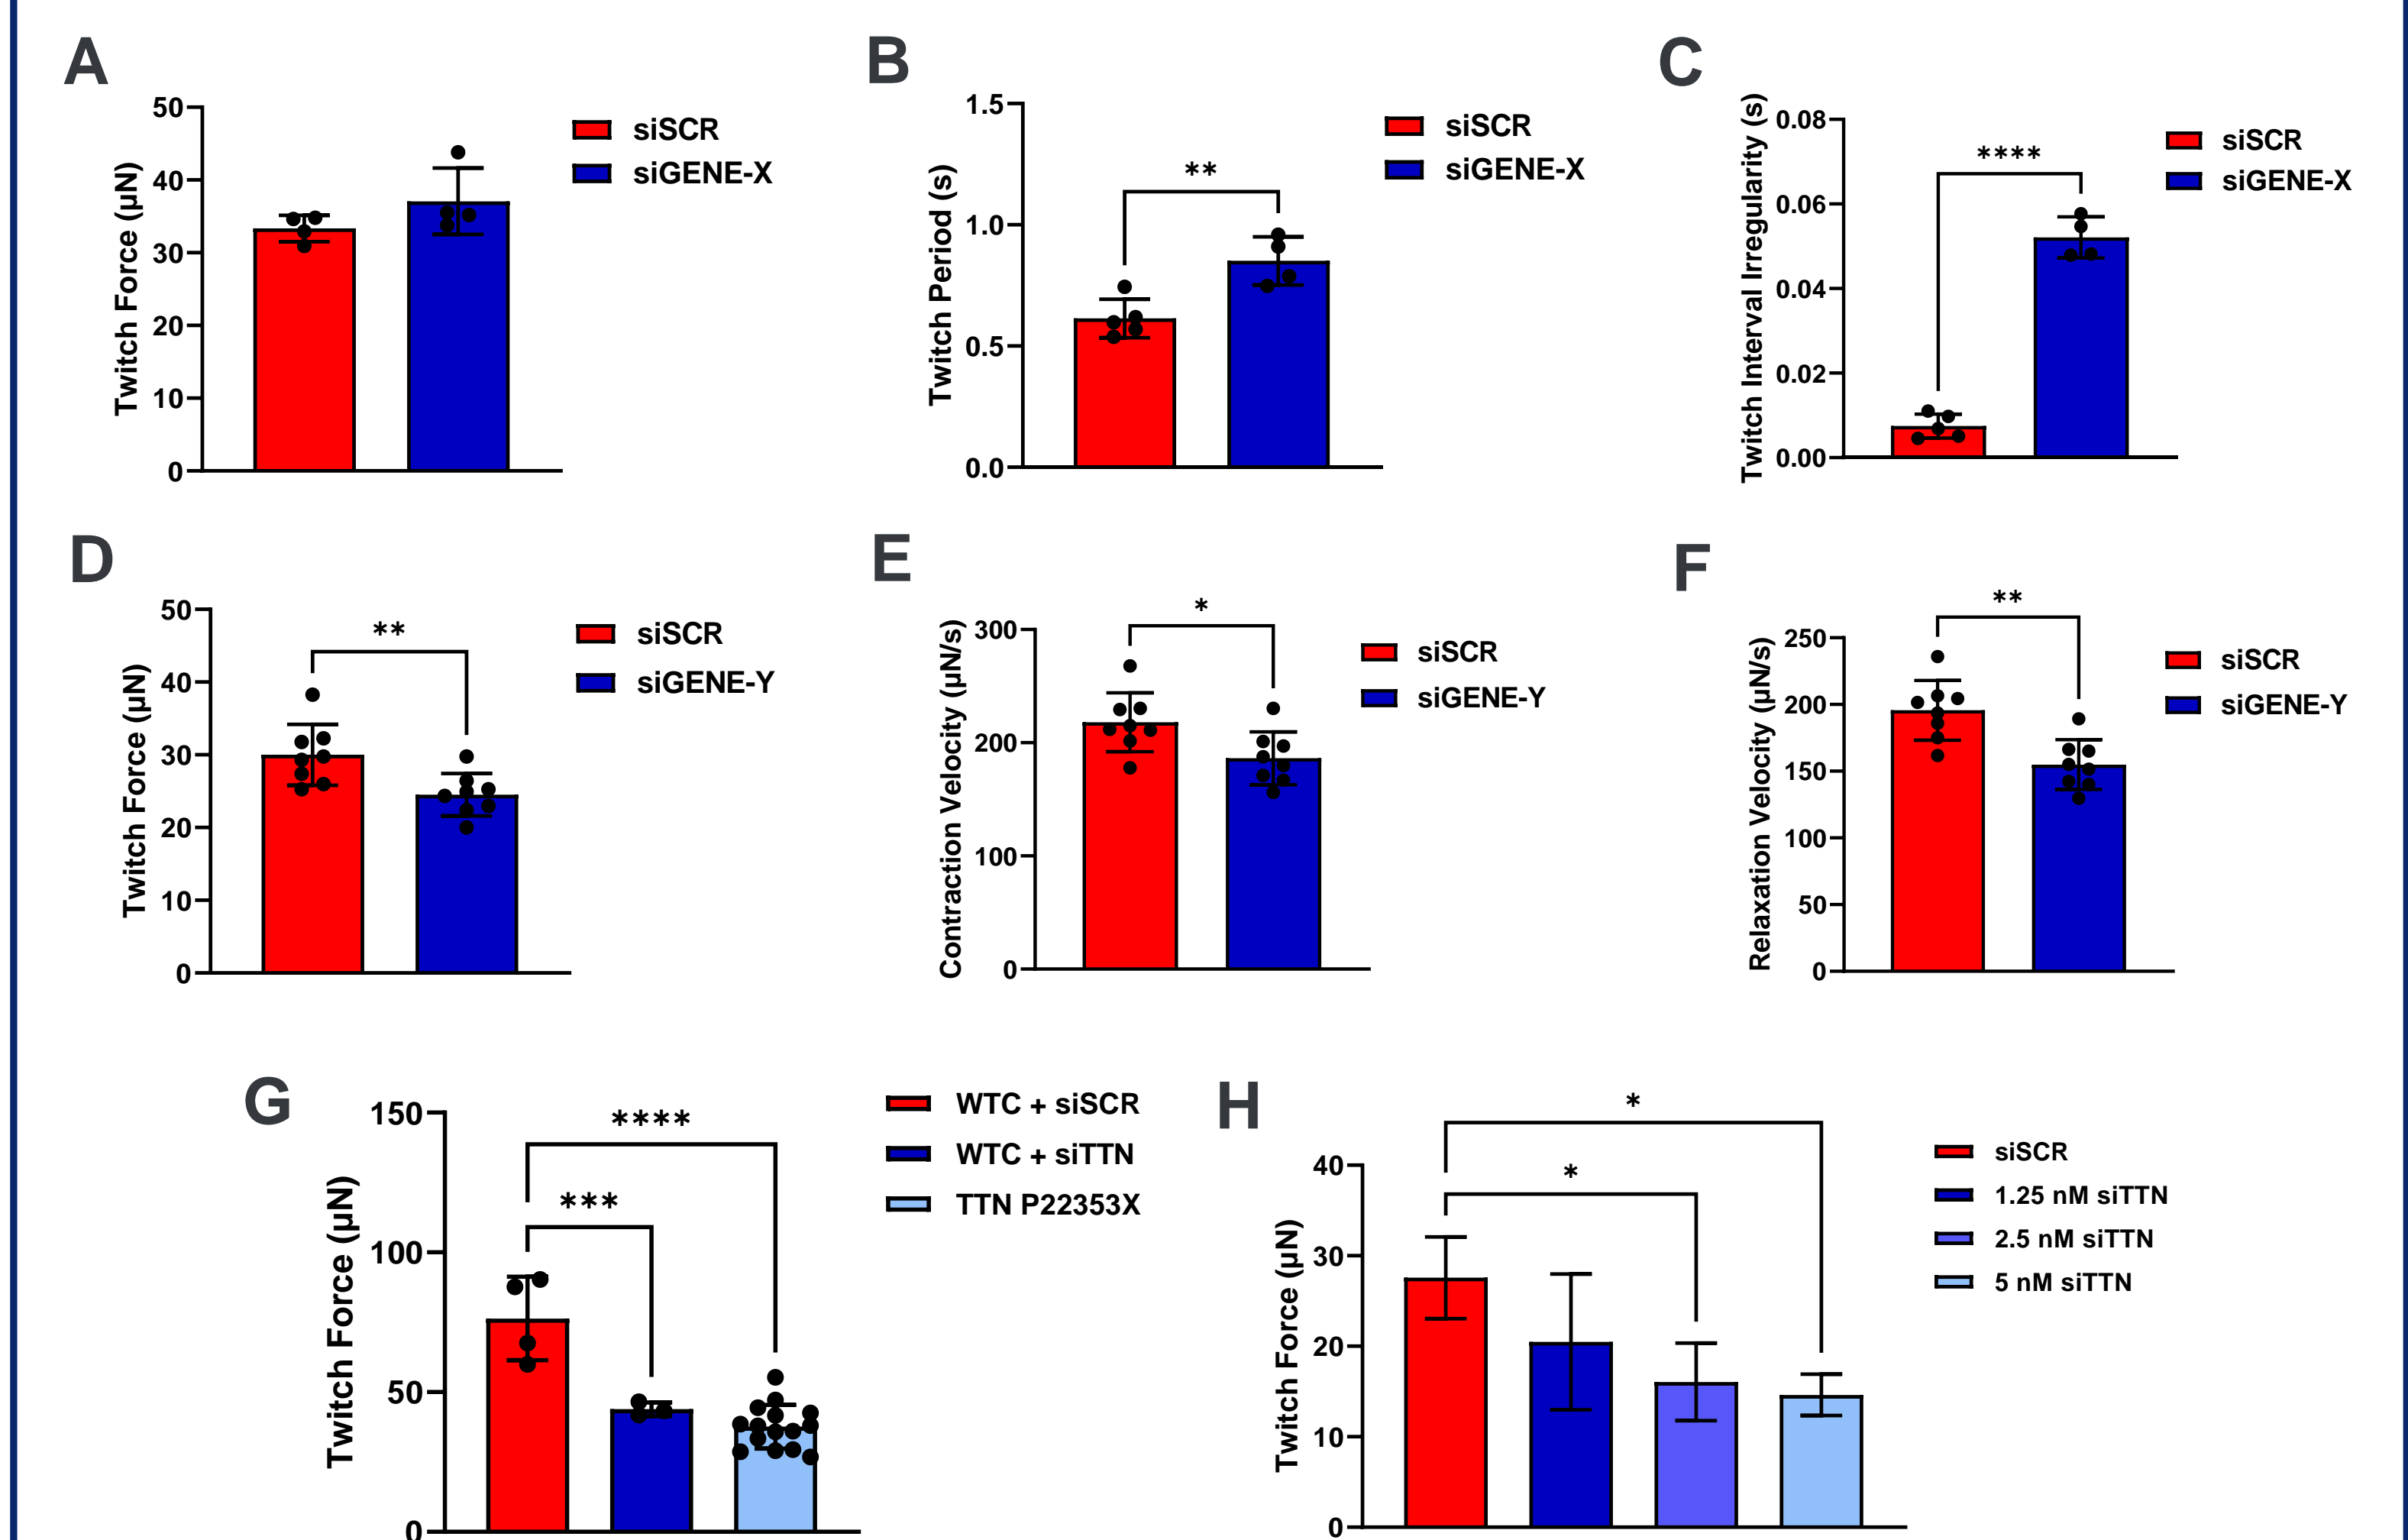 A
Twitch Force (µN)
50
40
30
20
10
0
siSCR
siGENE-X
B
Twitch Period (s)
1.5
1.0
0.5
0.0
**
siSCR
siGENE-X
C
Twitch Interval Irregularity (s)
0.08
0.06
0.04
0.02
0.00
****
siSCR
siGENE-X
D
Twitch Force (µN)
50
40
30
20
10
0
**
siSCR
siGENE-Y
E
Contraction Velocity (µN/s)
300
200
100
0
*
siSCR
siGENE-Y
F
Relaxation Velocity (µN/s)
250
200
150
100
50
0
**
siSCR
siGENE-Y
G
Twitch Force (µN)
150
100
50
0
****
***
WTC + siSCR
WTC + siTTN
TTN P22353X
H
Twitch Force (µN)
40
30
20
10
0
*
*
siSCR
1.25 nM siTTN
2.5 nM siTTN
5 nM siTTN